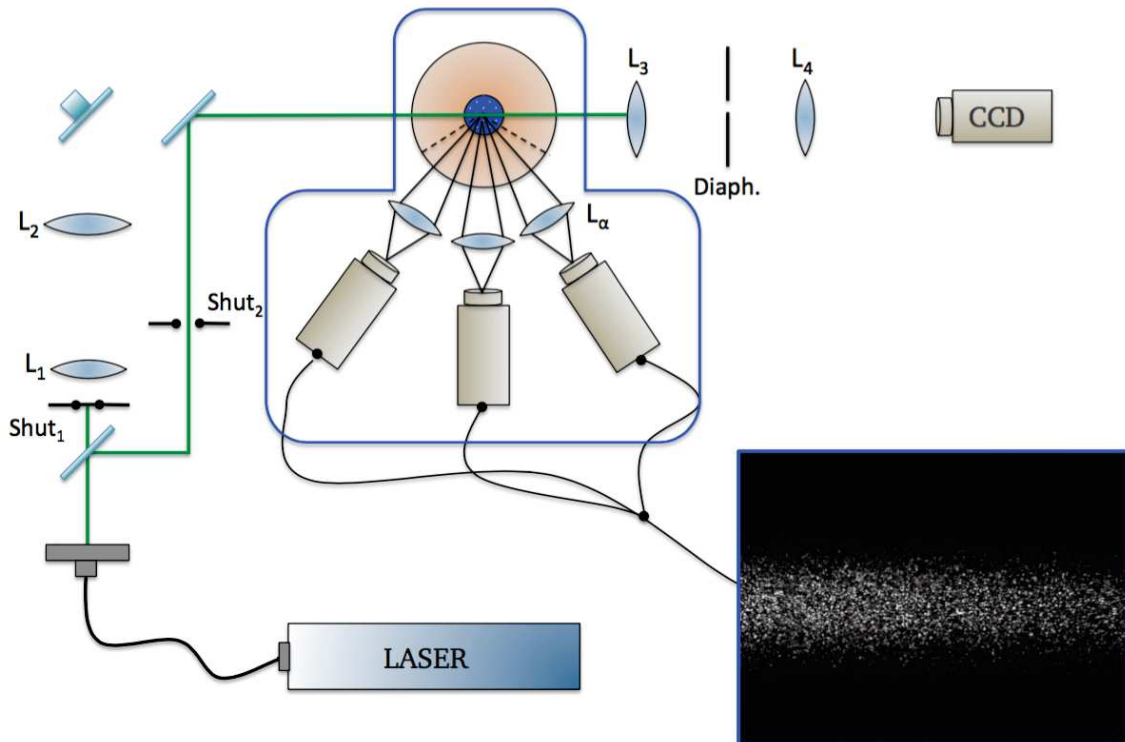 L₃
L₄
CCD
Diaph.
L₂
Lα
Shut₂
L₁
Shut₁
LASER